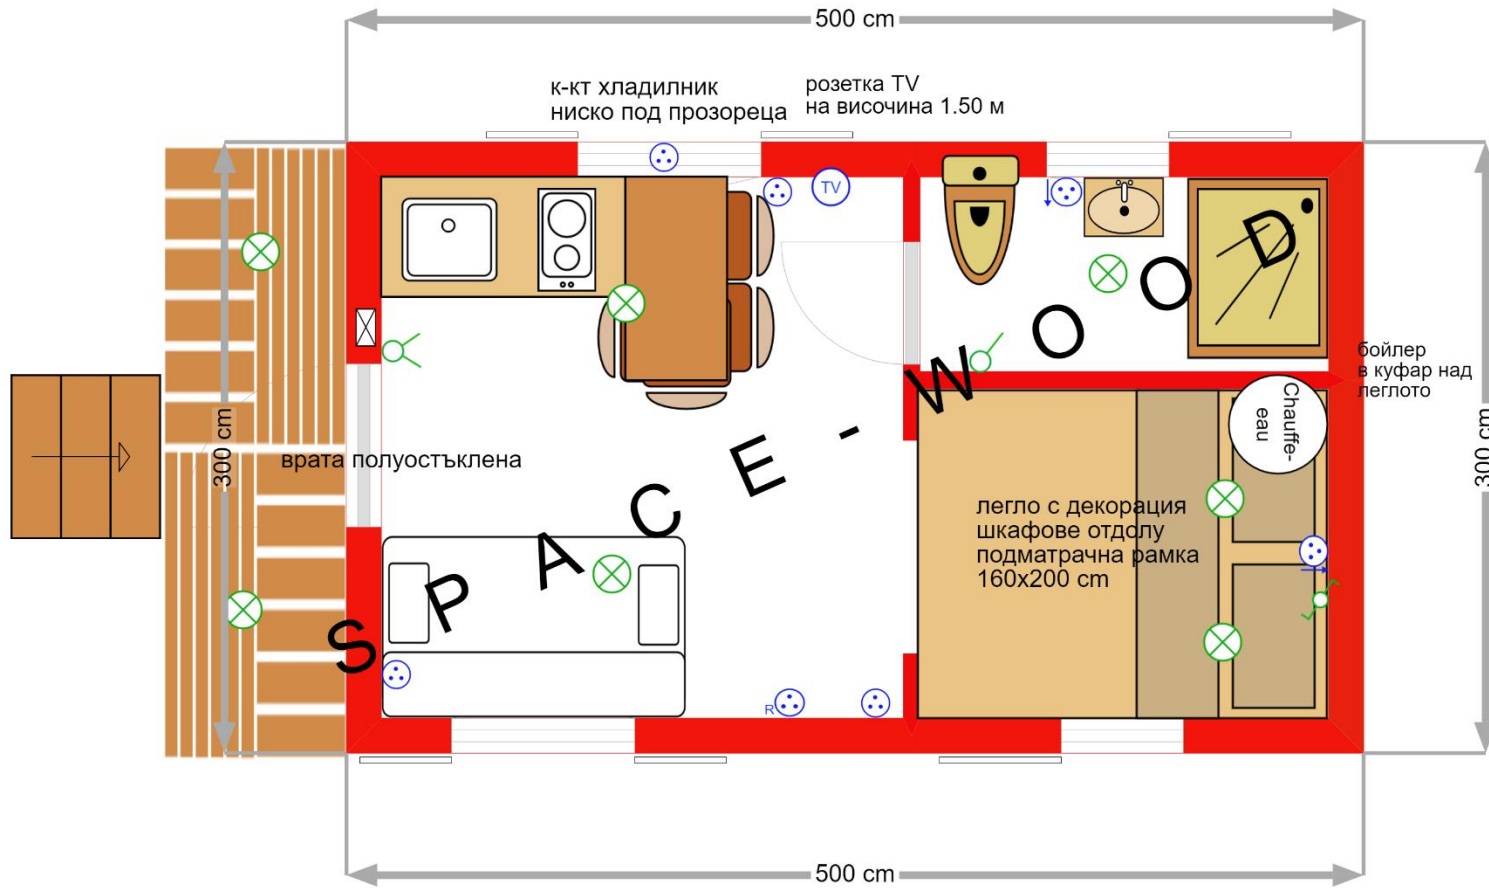 500 cm
к-кт хладилник
ниско под прозореца
розетка TV
на височина 1.50 м
TV
бойлер
в куфар над
леглото
Chauffe-
eau
300 cm
300 cm
врата полуостъклена
SPACE-WOOD
легло с декорация
шкафове отдолу
подматрачна рамка
160x200 cm
R
500 cm